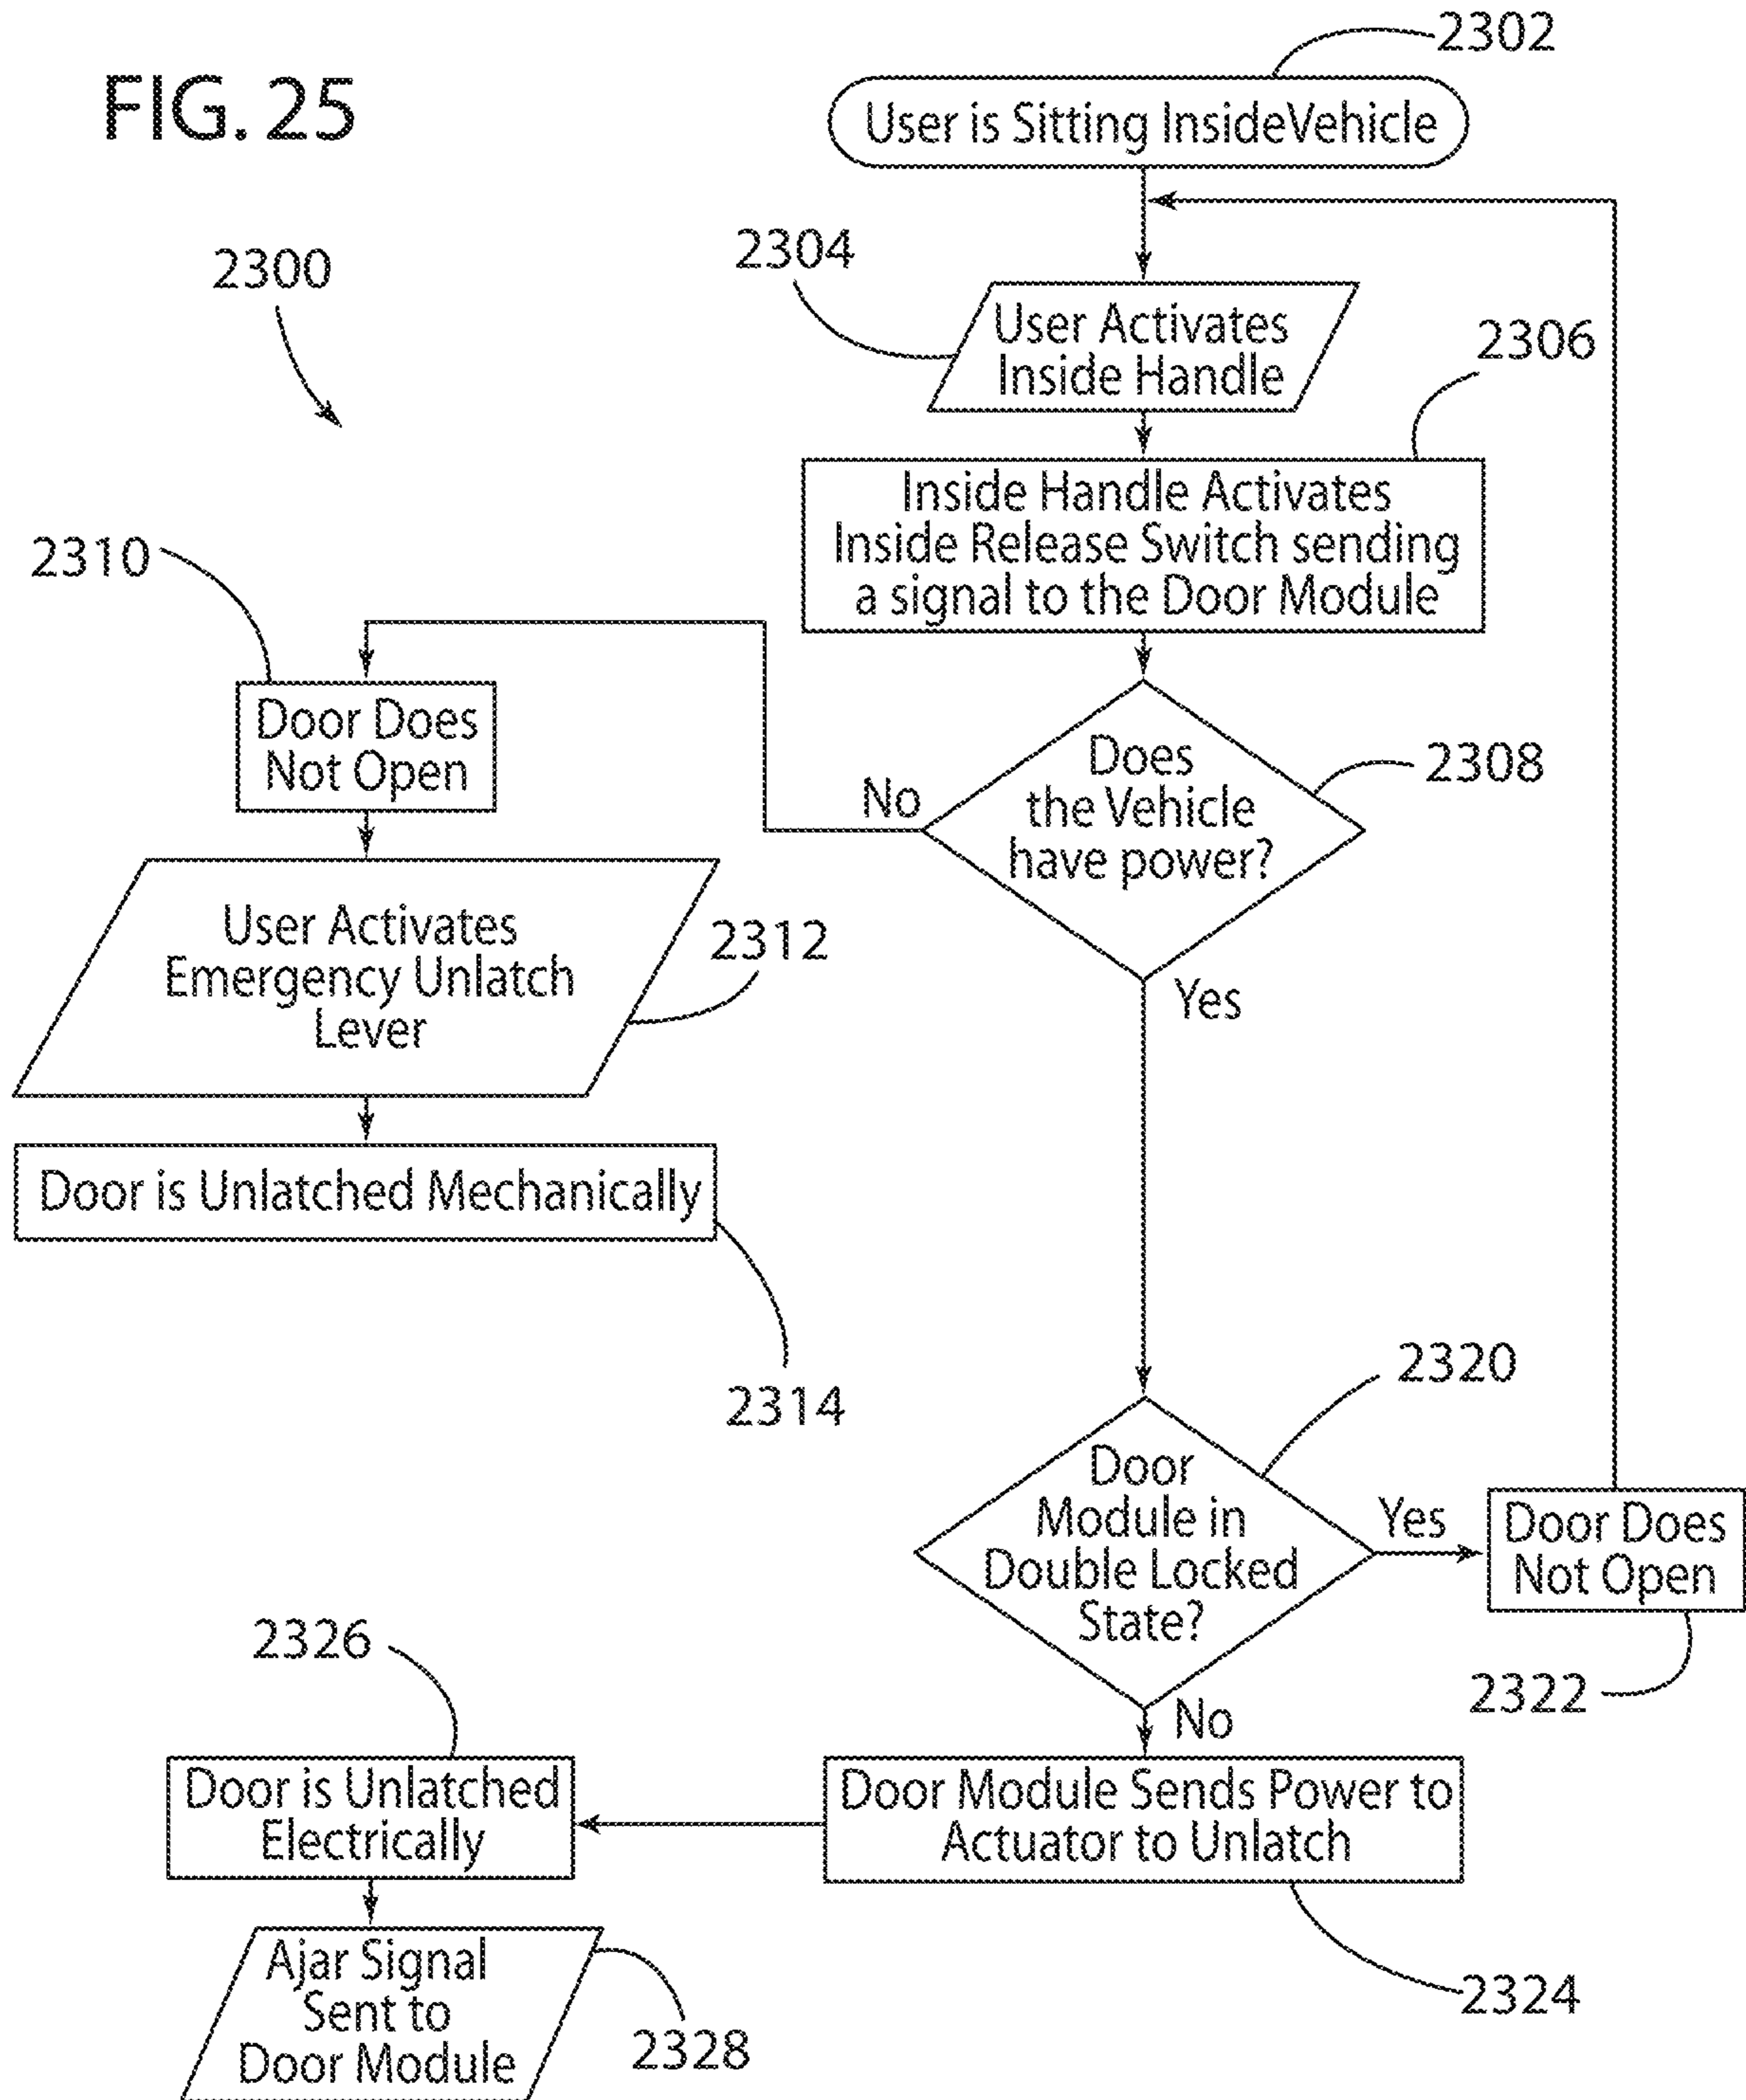 FIG. 25
2302
User is Sitting InsideVehicle
2300
2304
User Activates
Inside Handle
2306
Inside Handle Activates
Inside Release Switch sending
a signal to the Door Module
2310
Door Does
Not Open
Does
the Vehicle
have power?
2308
No
Yes
User Activates
Emergency Unlatch
Lever
2312
Door is Unlatched Mechanically
2314
2320
Door
Module in
Double Locked
State?
Yes
Door Does
Not Open
2322
No
2326
Door is Unlatched
Electrically
Door Module Sends Power to
Actuator to Unlatch
2324
Ajar Signal
Sent to
Door Module
2328